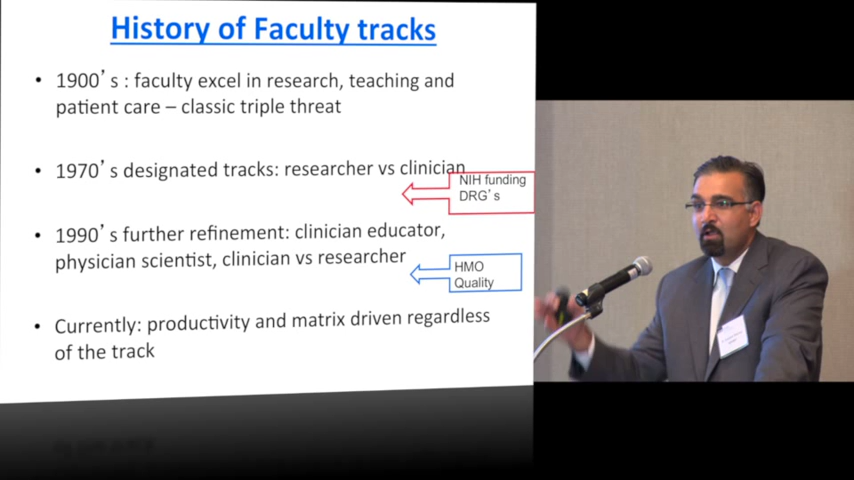 History of Faculty tracks
• 1900's : faculty excel in research, teaching and
patient care – classic triple threat
• 1970's designated tracks: researcher vs clinician
NIH funding
DRG's
• 1990's further refinement: clinician educator,
physician scientist, clinician vs researcher
HMO
Quality
• Currently: productivity and matrix driven regardless
of the track